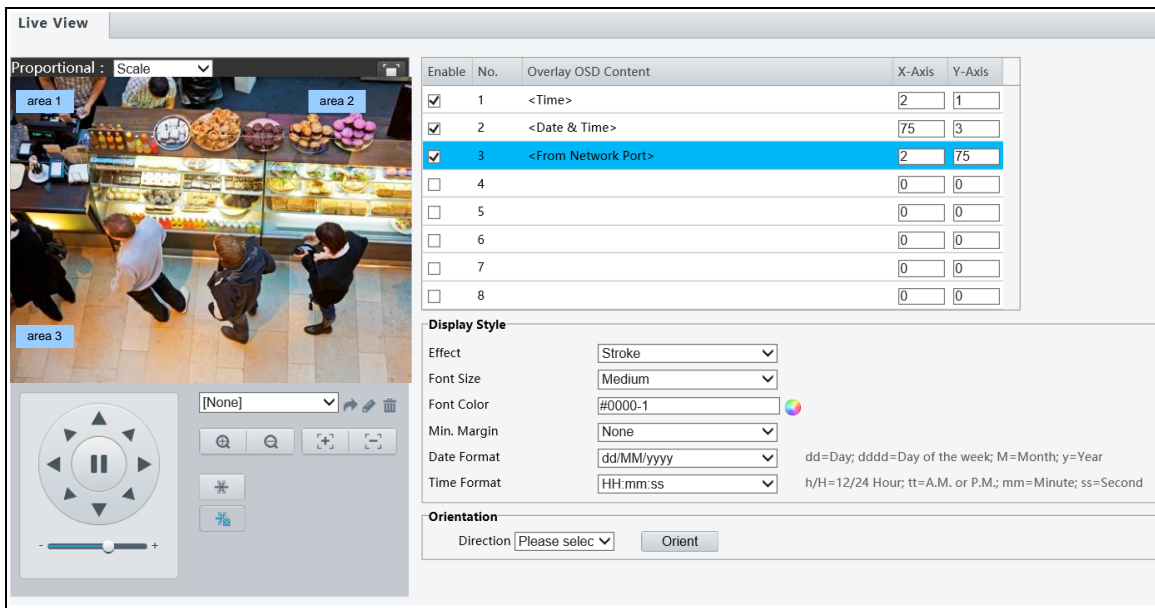 Live View
Proportional : Scale
area 1
area 2
area 3
[None]
- +
Enable No. Overlay OSD Content X-Axis Y-Axis
1 <Time> 2 1
2 <Date & Time> 75 3
3 <From Network Port> 2 75
4 0 0
5 0 0
6 0 0
7 0 0
8 0 0
Display Style
Effect Stroke
Font Size Medium
Font Color #0000-1
Min. Margin None
Date Format dd/MM/yyyy dd=Day; dddd=Day of the week; M=Month; y=Year
Time Format HH:mm:ss h/H=12/24 Hour; tt=A.M. or P.M.; mm=Minute; ss=Second
Orientation
Direction Please selec Orient